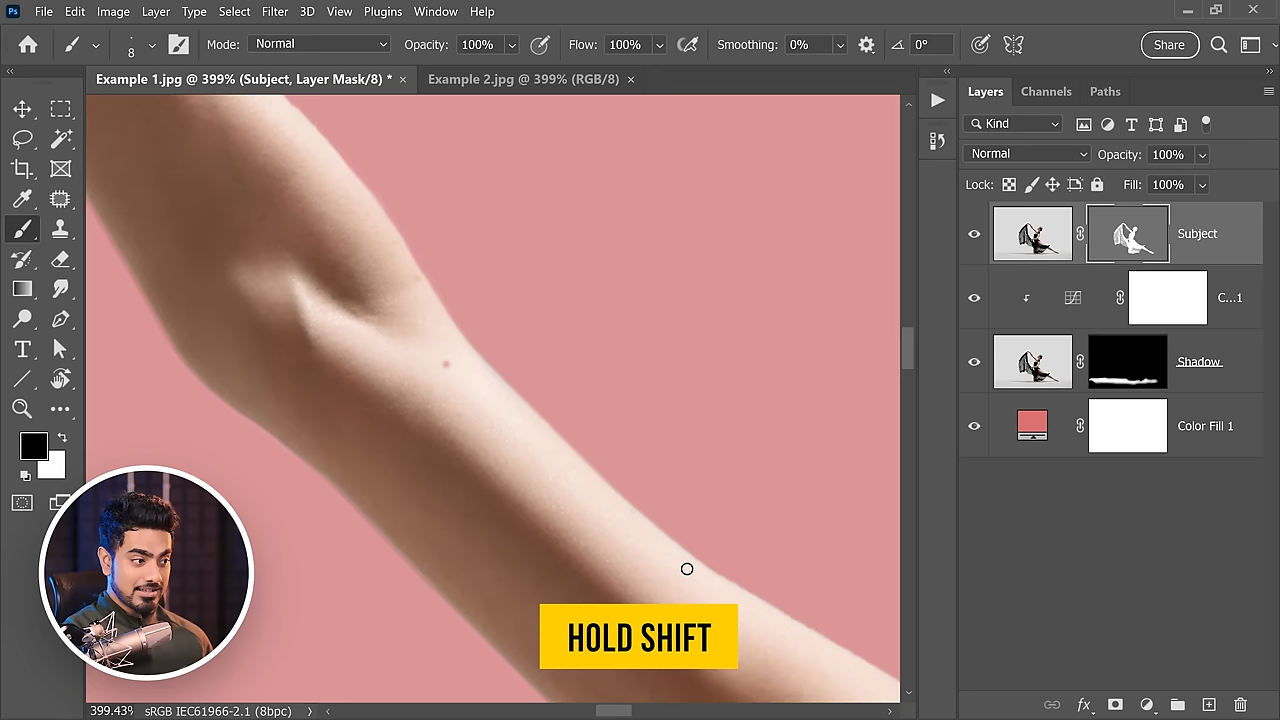 Ps File Edit Image Layer Type Select Filter 3D View Plugins Window Help
8 Mode: Normal Opacity: 100% Flow: 100% Smoothing: 0% 0° Share
Example 1.jpg @ 399% (Subject, Layer Mask/8) * × Example 2.jpg @ 399% (RGB/8) ×
Layers Channels Paths
Kind
Normal Opacity: 100%
Lock: Fill: 100%
Subject
C...1
Shadow
Color Fill 1
HOLD SHIFT
399.43% sRGB IEC61966-2.1 (8bpc)
fx